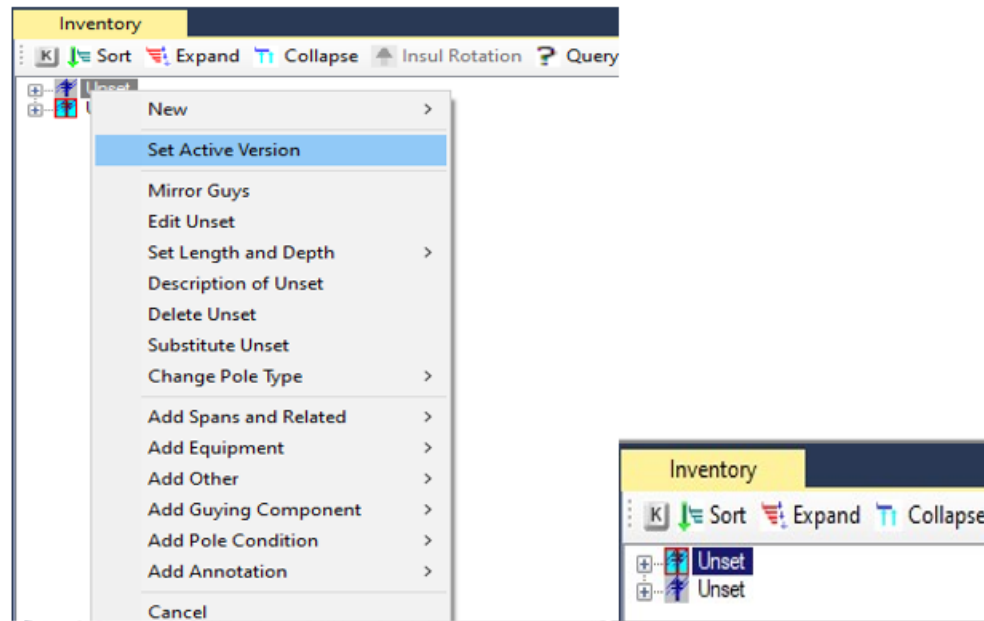 Inventory
K Sort Expand Collapse Insul Rotation ? Query
Unset
New >
Set Active Version
Mirror Guys
Edit Unset
Set Length and Depth >
Description of Unset
Delete Unset
Substitute Unset
Change Pole Type >
Add Spans and Related >
Add Equipment >
Add Other >
Add Guying Component >
Add Pole Condition >
Add Annotation >
Cancel
Inventory
K Sort Expand Collapse
Unset
Unset